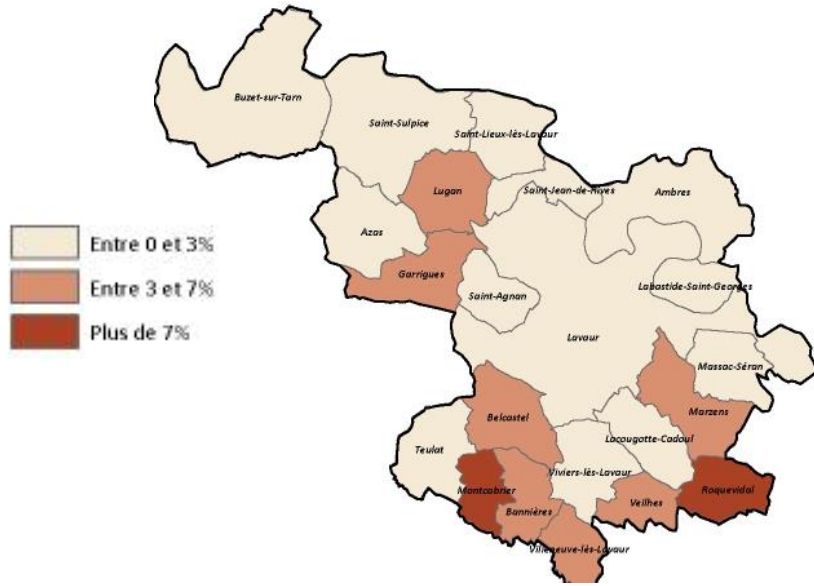 Buzet-sur-Tarn
Saint-Sulpice
Saint-Lieux-lès-Lavaur
Lugan
Saint-Jean-de-Rives
Ambres
Azas
Garrigues
Saint-Agnan
Labastide-Saint-Georges
Lavaur
Massac-Séran
Belcastel
Marzens
Teulat
Lacougotte-Cadoul
Viviers-lès-Lavaur
Montcabrier
Roquevidal
Bannières
Veilhes
Villeneuve-lès-Lavaur
Entre 0 et 3%
Entre 3 et 7%
Plus de 7%